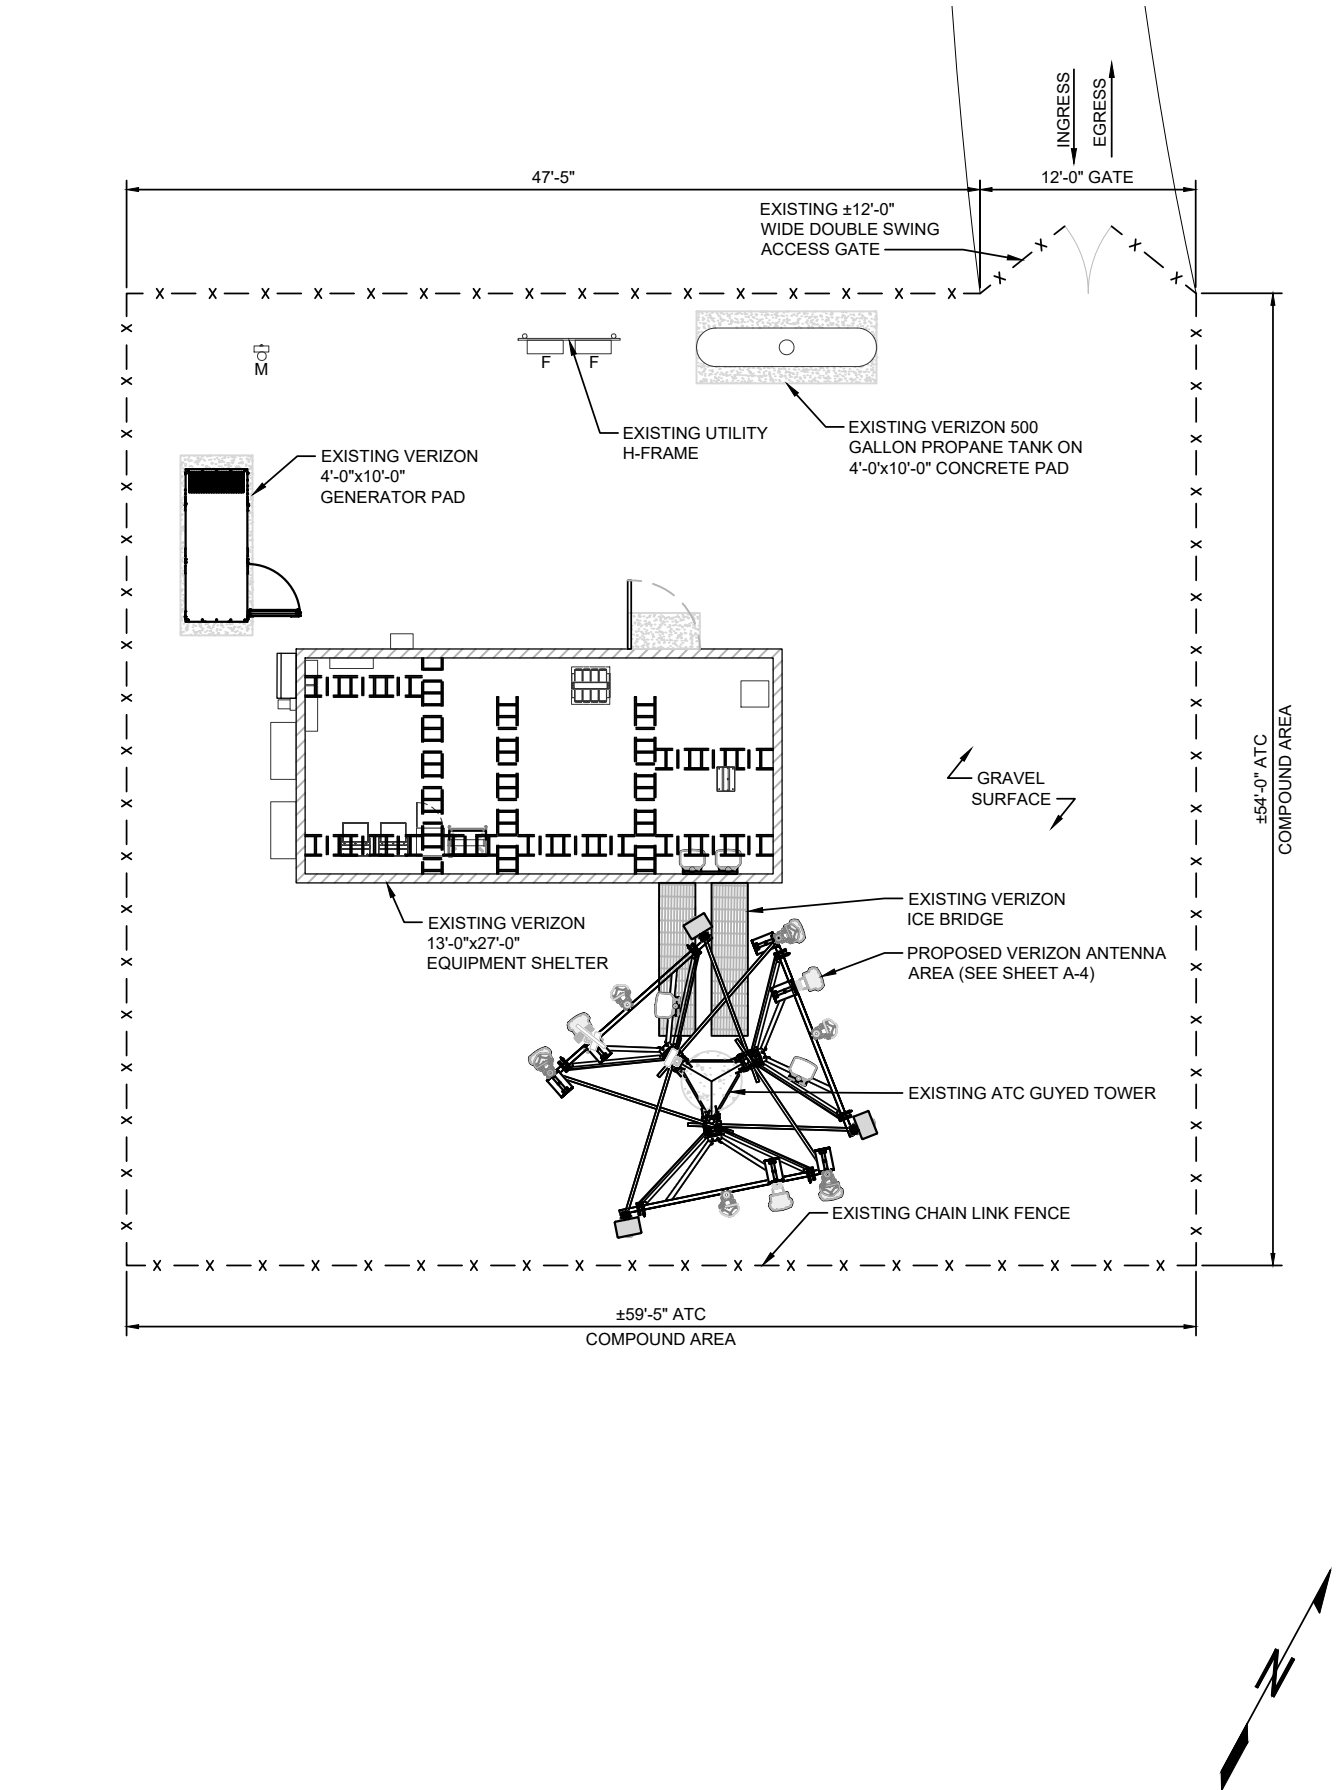 INGRESS
EGRESS
47'-5"
12'-0" GATE
EXISTING ±12'-0"
WIDE DOUBLE SWING
ACCESS GATE
M
F F
EXISTING UTILITY
H-FRAME
EXISTING VERIZON 500
GALLON PROPANE TANK ON
4'-0'x10'-0" CONCRETE PAD
EXISTING VERIZON
4'-0"x10'-0"
GENERATOR PAD
GRAVEL
SURFACE
±54'-0" ATC
COMPOUND AREA
EXISTING VERIZON
ICE BRIDGE
EXISTING VERIZON
13'-0"x27'-0"
EQUIPMENT SHELTER
PROPOSED VERIZON ANTENNA
AREA (SEE SHEET A-4)
EXISTING ATC GUYED TOWER
EXISTING CHAIN LINK FENCE
±59'-5" ATC
COMPOUND AREA
N